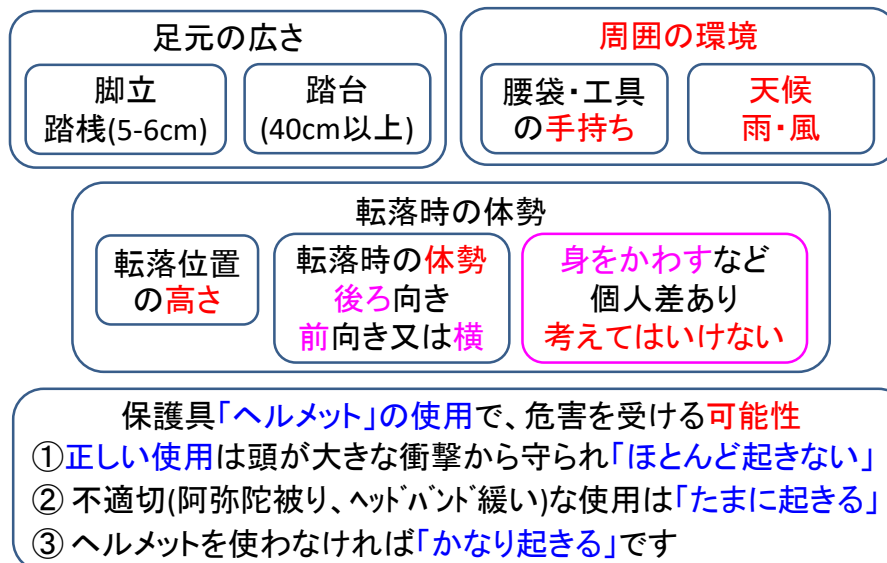 足元の広さ
脚立
踏桟(5-6cm)
踏台
(40cm以上)
周囲の環境
腰袋・工具
の手持ち
天候
雨・風
転落時の体勢
転落位置
の高さ
転落時の体勢
後ろ向き
前向き又は横
身をかわすなど
個人差あり
考えてはいけない
保護具「ヘルメット」の使用で、危害を受ける可能性
①正しい使用は頭が大きな衝撃から守られ「ほとんど起きない」
② 不適切(阿弥陀被り、ﾍｯﾄﾞﾊﾞﾝﾄﾞ緩い)な使用は「たまに起きる」
③ ヘルメットを使わなければ「かなり起きる」です